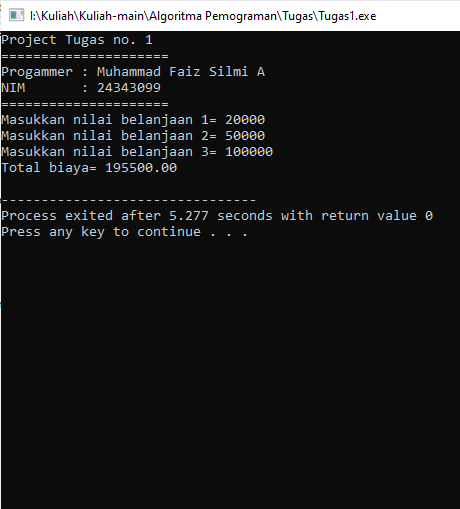 I:\Kuliah\Kuliah-main\Algoritma Pemograman\Tugas\Tugas1.exe
Project Tugas no. 1
=====================
Progammer : Muhammad Faiz Silmi A
NIM       : 24343099
=====================
Masukkan nilai belanjaan 1= 20000
Masukkan nilai belanjaan 2= 50000
Masukkan nilai belanjaan 3= 100000
Total biaya= 195500.00
--------------------------------
Process exited after 5.277 seconds with return value 0
Press any key to continue . . .